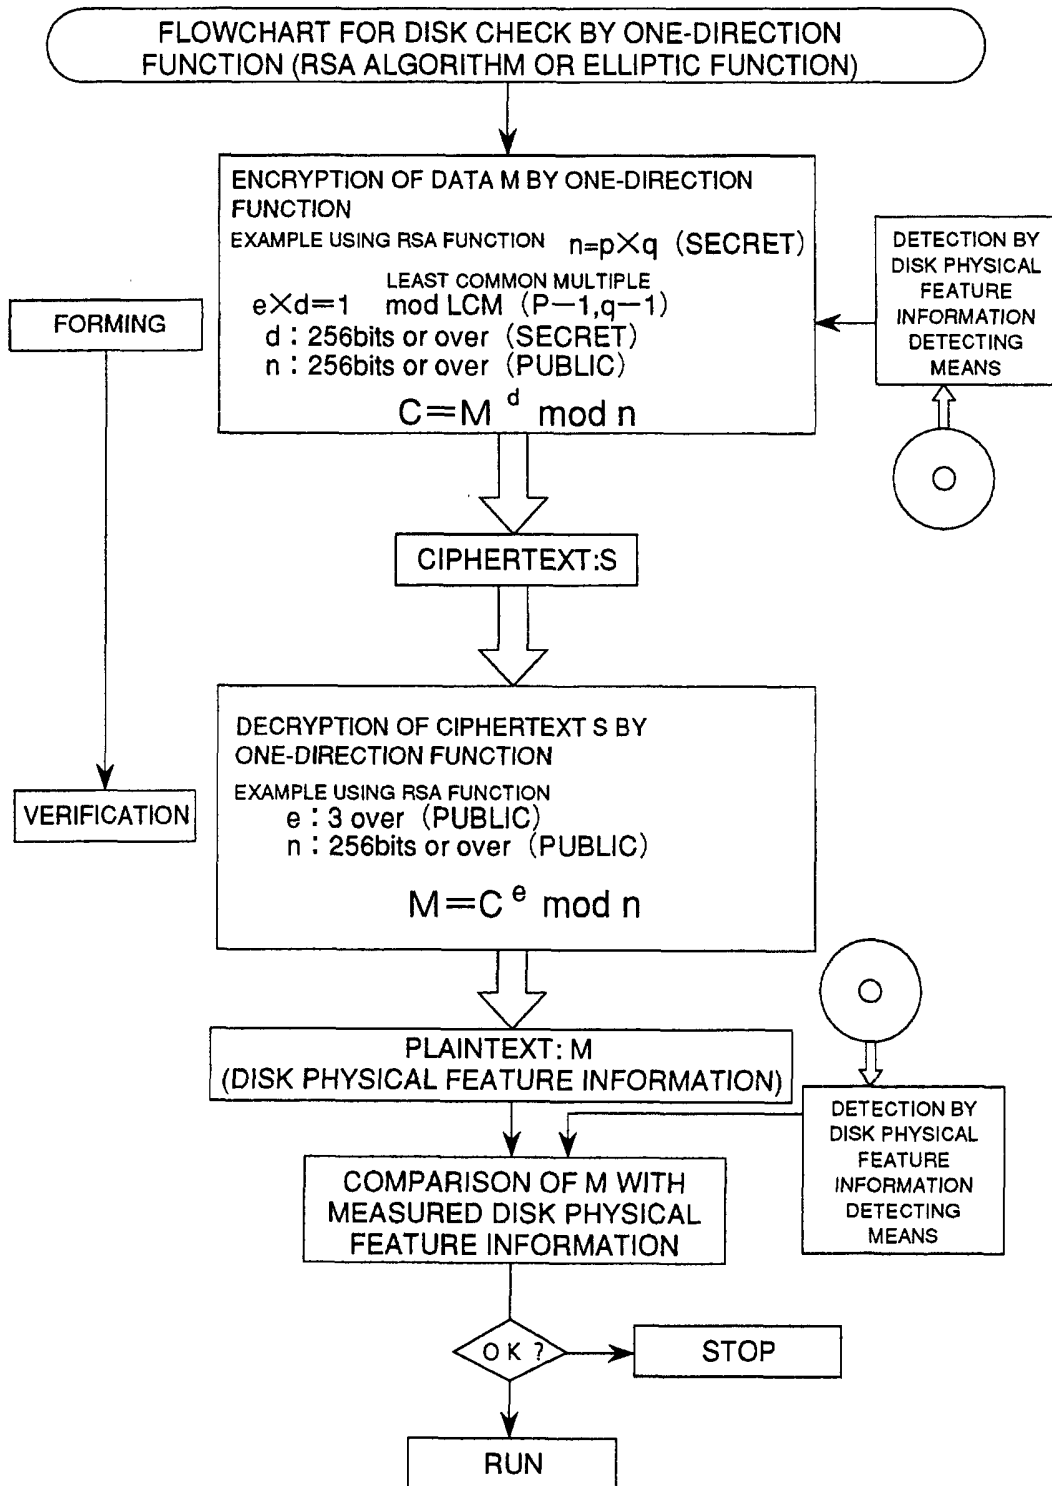 FLOWCHART FOR DISK CHECK BY ONE-DIRECTION
FUNCTION (RSA ALGORITHM OR ELLIPTIC FUNCTION)
ENCRYPTION OF DATA M BY ONE-DIRECTION
FUNCTION
EXAMPLE USING RSA FUNCTION n=p×q (SECRET)
LEAST COMMON MULTIPLE
e×d=1 mod LCM (P-1,q-1)
d : 256bits or over (SECRET)
n : 256bits or over (PUBLIC)
C=M^d mod n
DETECTION BY
DISK PHYSICAL
FEATURE
INFORMATION
DETECTING
MEANS
FORMING
CIPHERTEXT:S
DECRYPTION OF CIPHERTEXT S BY
ONE-DIRECTION FUNCTION
EXAMPLE USING RSA FUNCTION
e : 3 over (PUBLIC)
n : 256bits or over (PUBLIC)
M=C^e mod n
VERIFICATION
PLAINTEXT: M
(DISK PHYSICAL FEATURE INFORMATION)
DETECTION BY
DISK PHYSICAL
FEATURE
INFORMATION
DETECTING
MEANS
COMPARISON OF M WITH
MEASURED DISK PHYSICAL
FEATURE INFORMATION
OK?
STOP
RUN